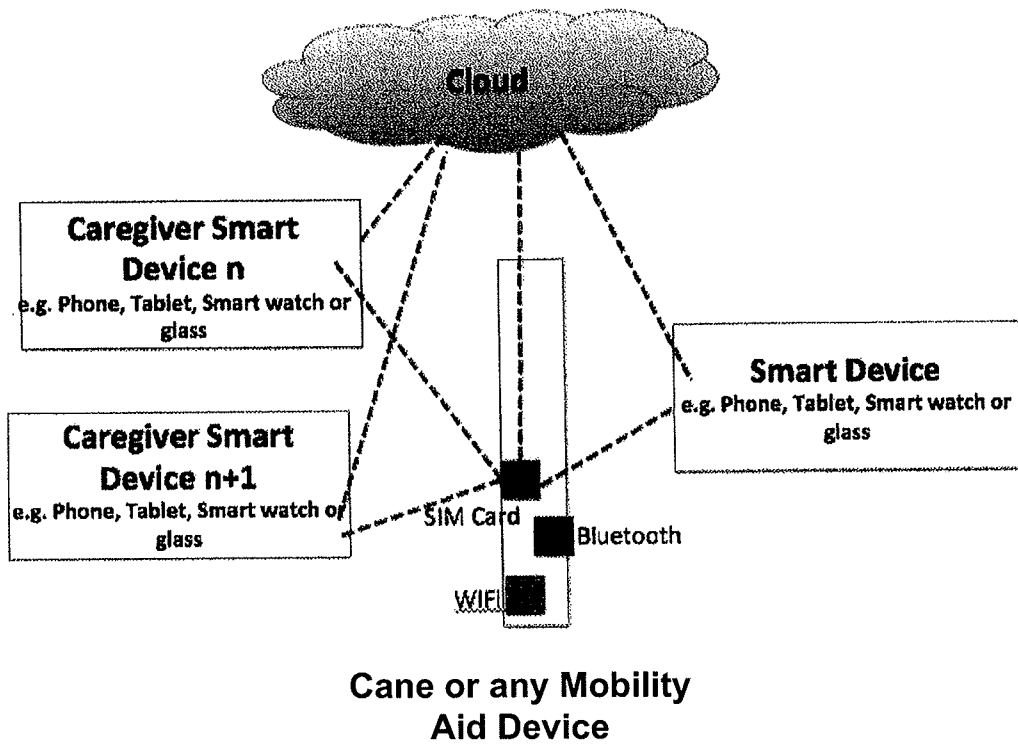 Cloud
Caregiver Smart
Device n
e.g. Phone, Tablet, Smart watch or
glass
Smart Device
e.g. Phone, Tablet, Smart watch or
glass
Caregiver Smart
Device n+1
e.g. Phone, Tablet, Smart watch or
glass
SIM Card
Bluetooth
WIFI
Cane or any Mobility
Aid Device